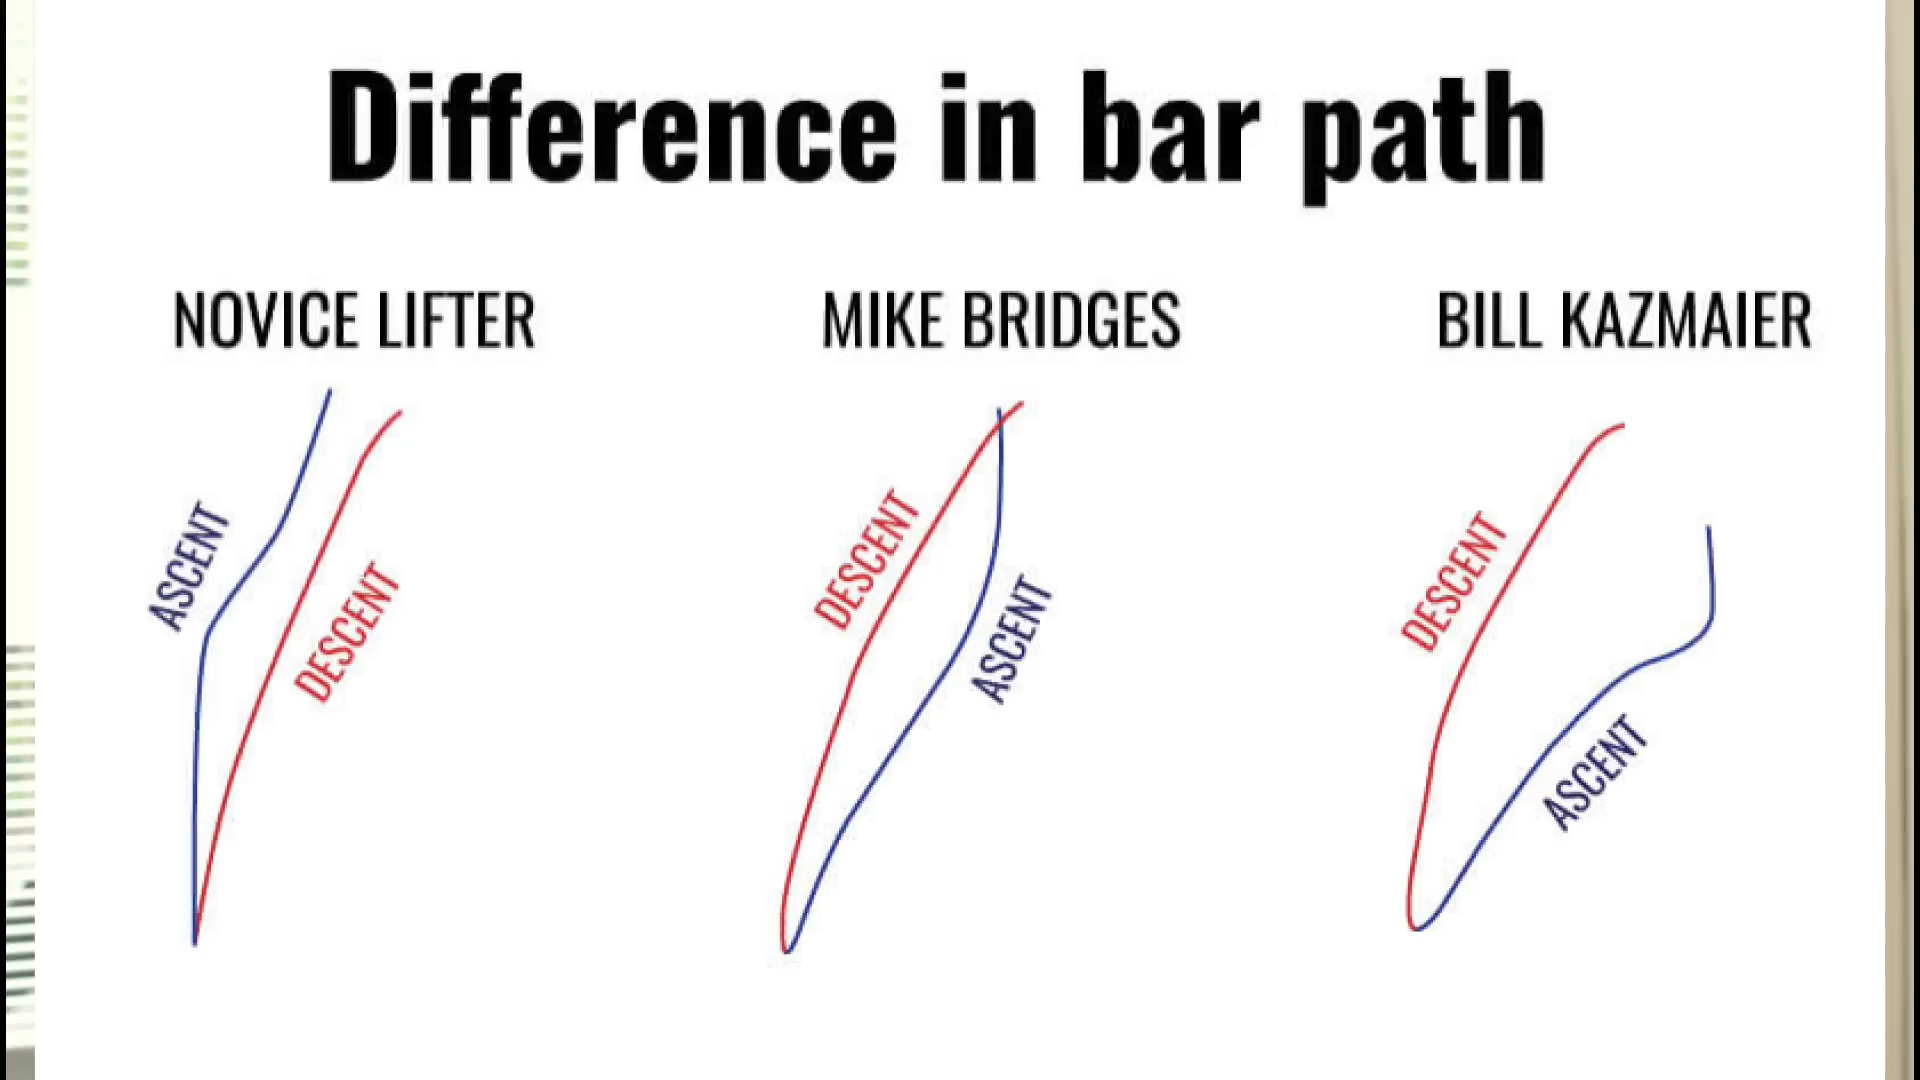 Difference in bar path
NOVICE LIFTER
MIKE BRIDGES
BILL KAZMAIER
ASCENT
DESCENT
DESCENT
ASCENT
DESCENT
ASCENT